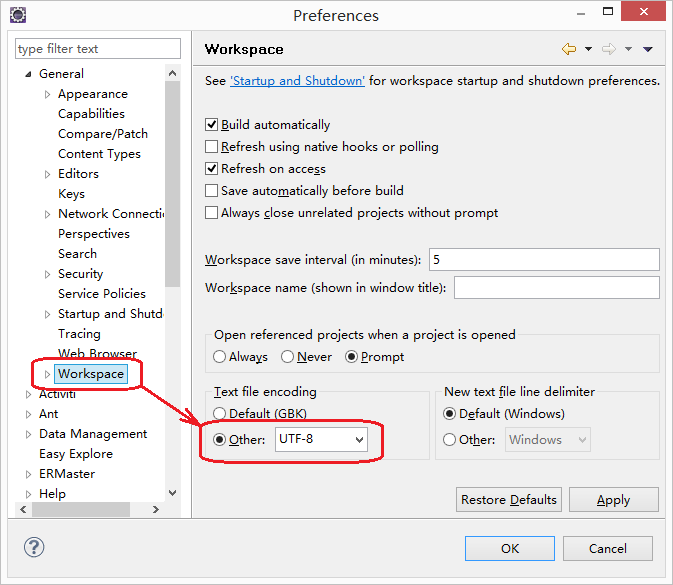 Preferences
type filter text
General
Appearance
Capabilities
Compare/Patch
Content Types
Editors
Keys
Network Connecti
Perspectives
Search
Security
Service Policies
Startup and Shutd
Tracing
Web Browser
Workspace
Activiti
Ant
Data Management
Easy Explore
ERMaster
Help
Workspace
See 'Startup and Shutdown' for workspace startup and shutdown preferences.
Build automatically
Refresh using native hooks or polling
Refresh on access
Save automatically before build
Always close unrelated projects without prompt
Workspace save interval (in minutes): 5
Workspace name (shown in window title):
Open referenced projects when a project is opened
Always Never Prompt
Text file encoding
Default (GBK)
Other: UTF-8
New text file line delimiter
Default (Windows)
Other: Windows
Restore Defaults Apply
OK Cancel